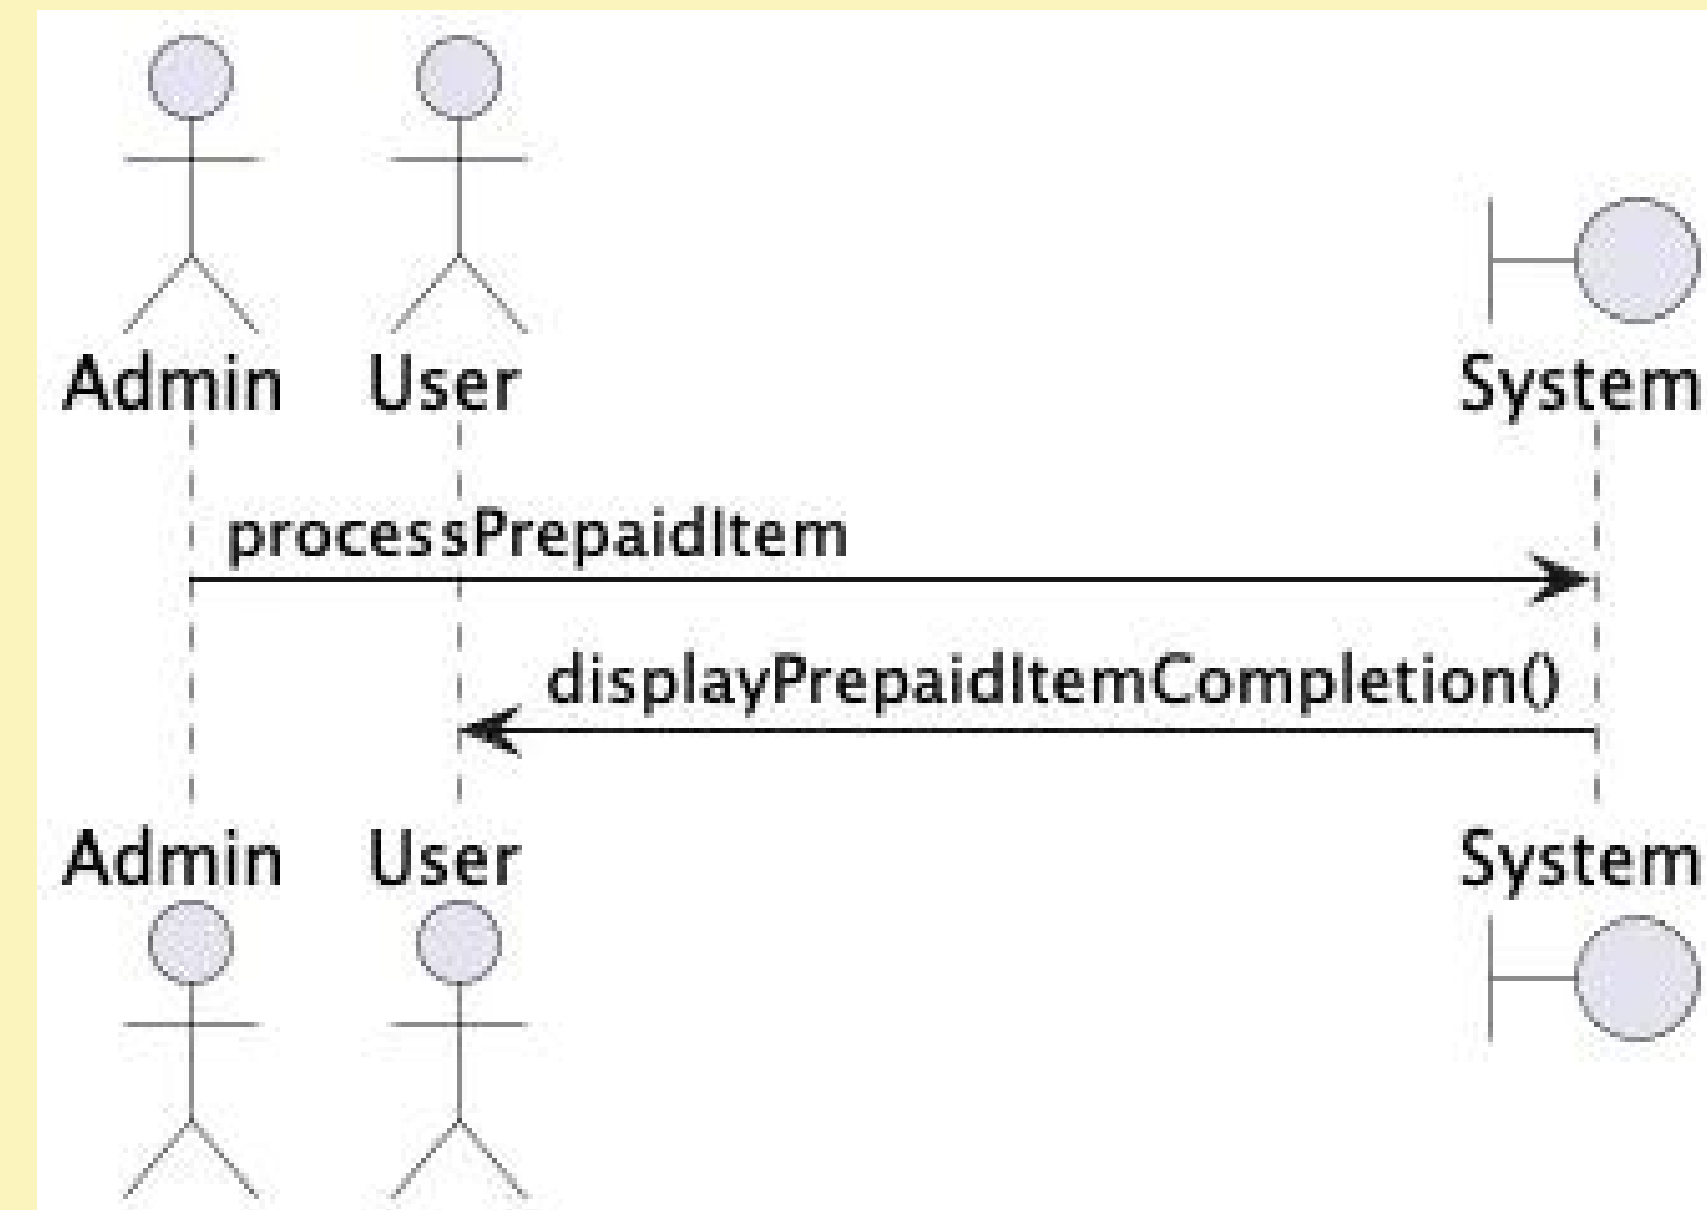 Admin User System
processPrepaidItem
displayPrepaidItemCompletion()
Admin User System